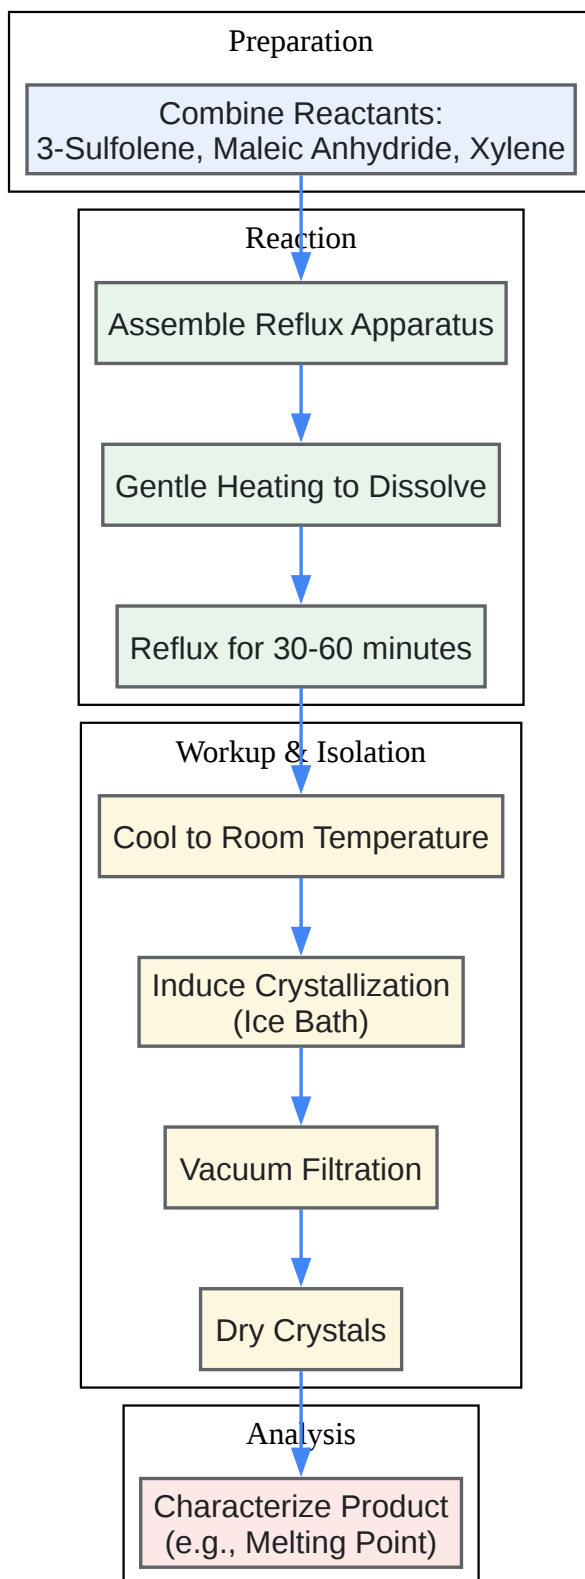 Preparation
Combine Reactants:
3-Sulfolene, Maleic Anhydride, Xylene
Reaction
Assemble Reflux Apparatus
Gentle Heating to Dissolve
Reflux for 30-60 minutes
Workup & Isolation
Cool to Room Temperature
Induce Crystallization
(Ice Bath)
Vacuum Filtration
Dry Crystals
Analysis
Characterize Product
(e.g., Melting Point)